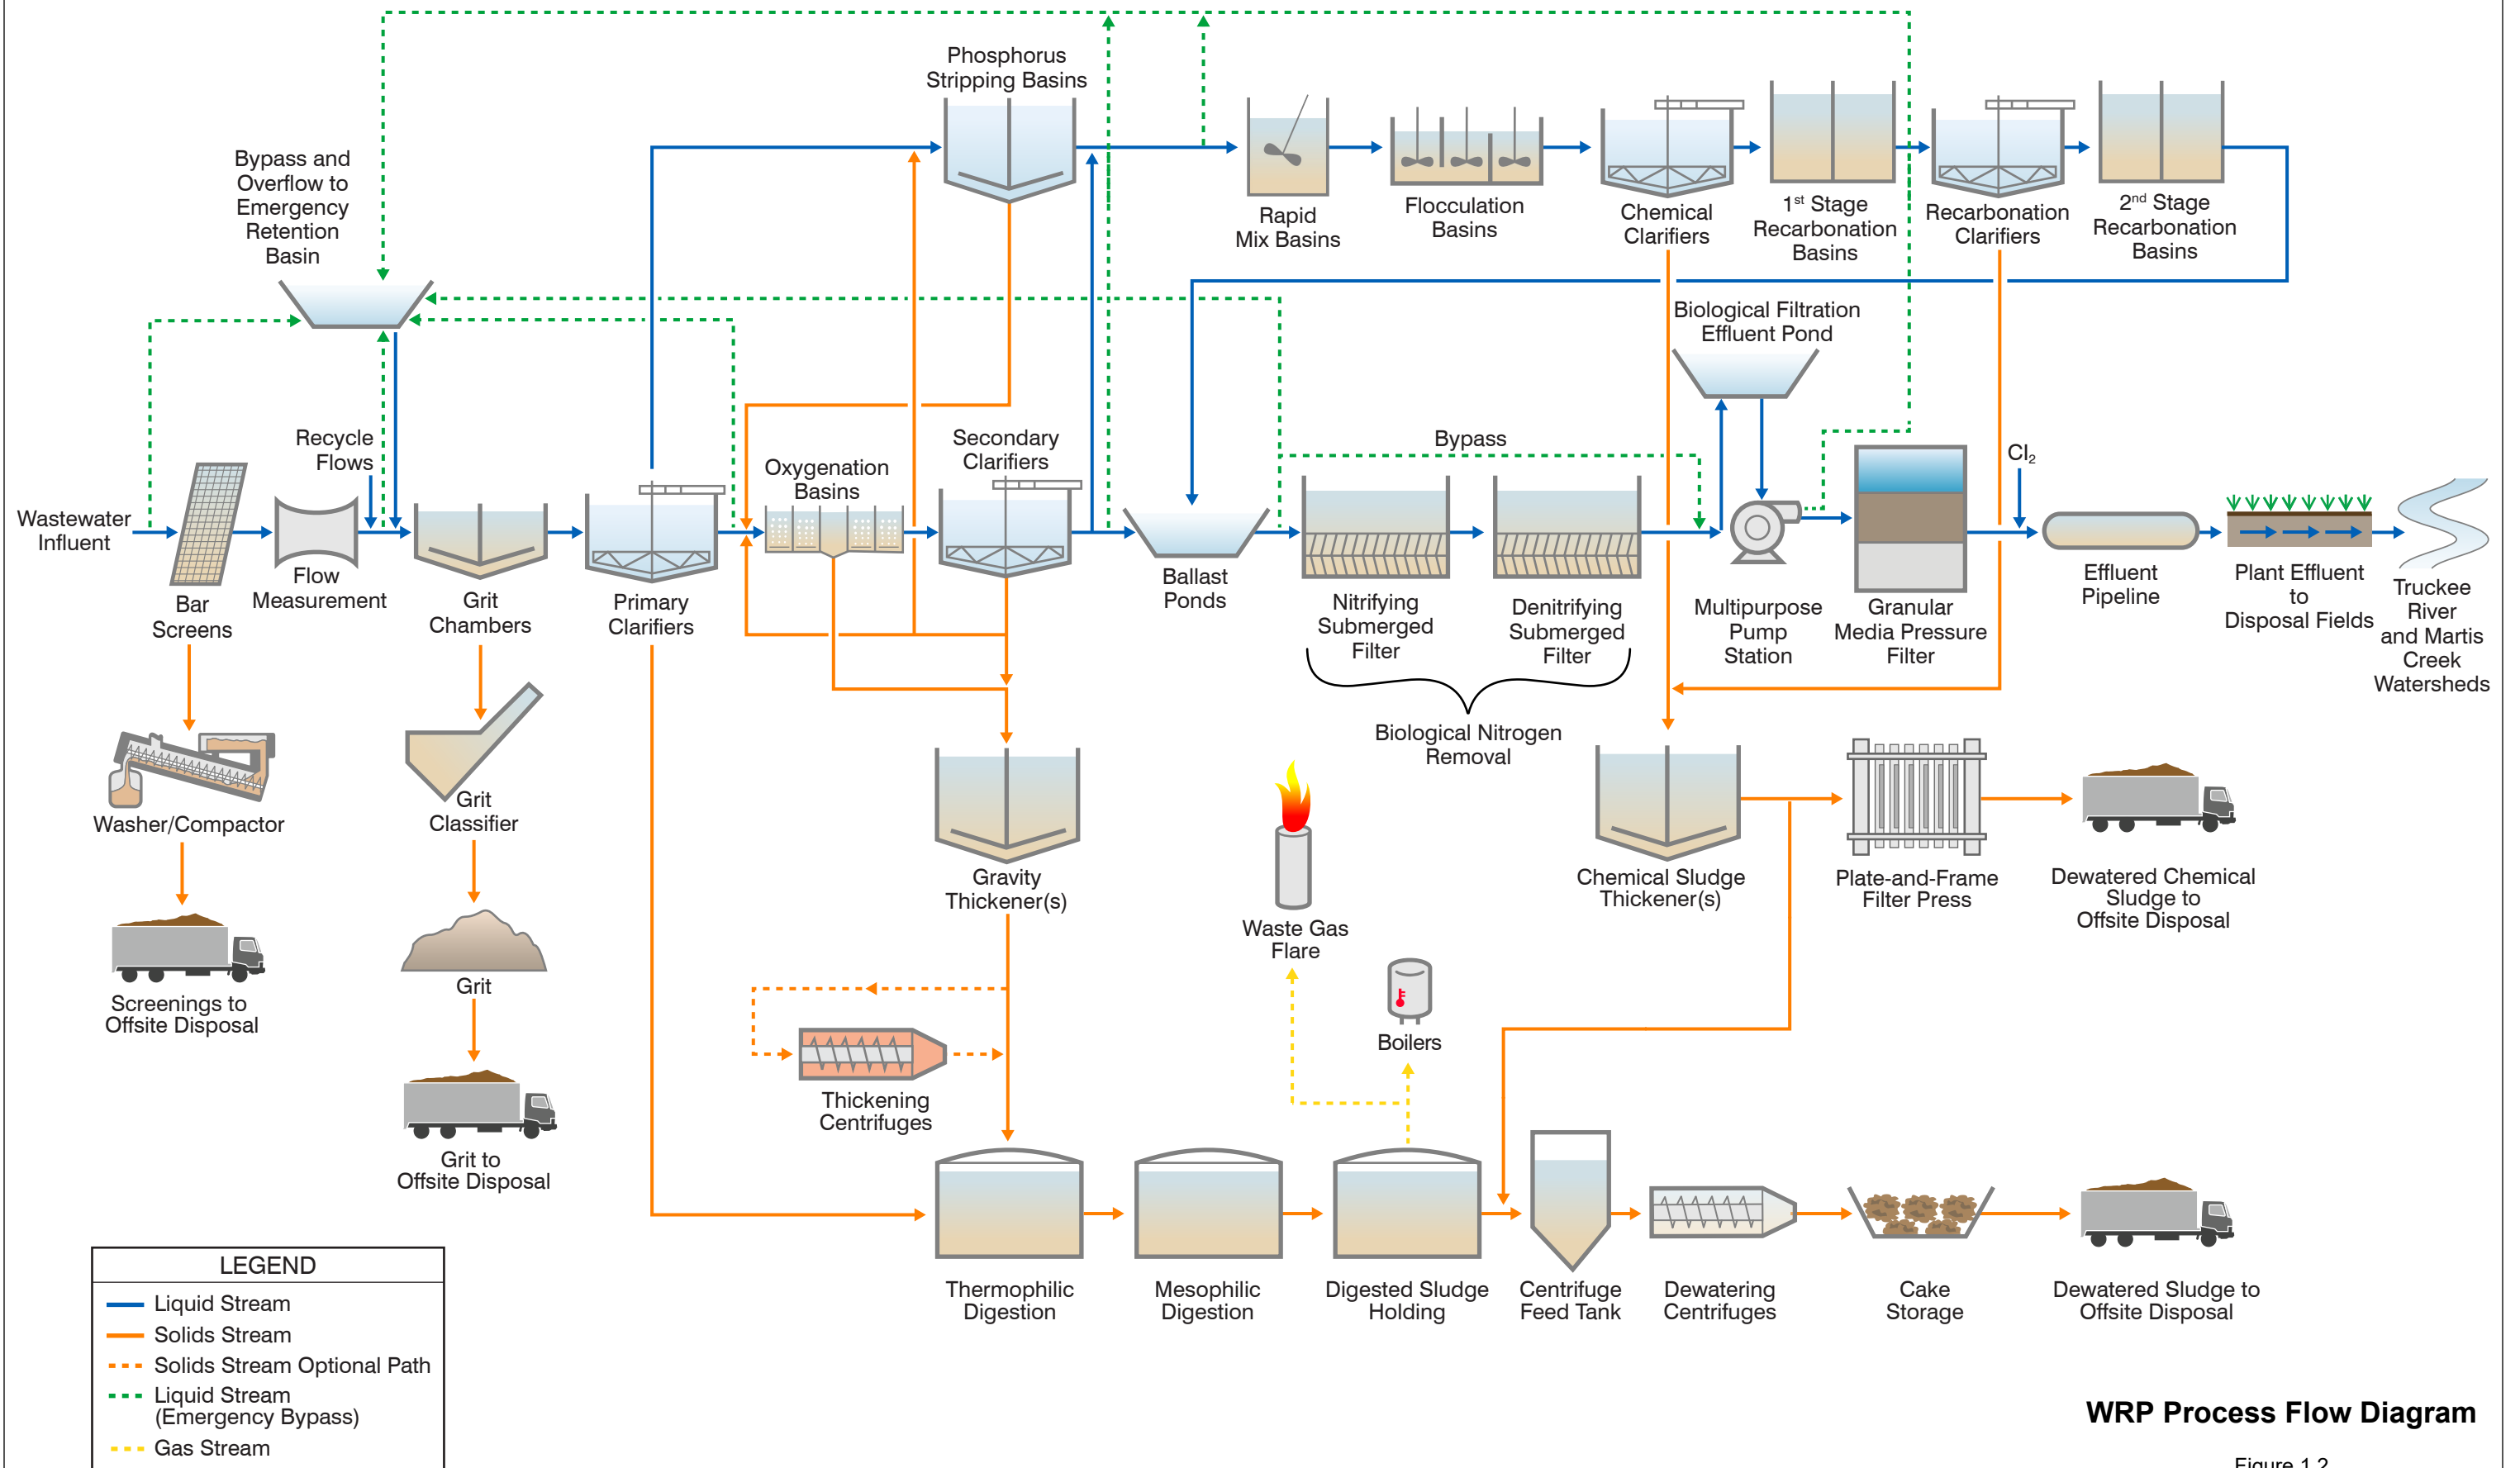 Phosphorus
Stripping Basins
Bypass and
Overflow to
Emergency
Retention
Basin
Rapid
Mix Basins
Flocculation
Basins
Chemical
Clarifiers
1st Stage
Recarbonation
Basins
Recarbonation
Clarifiers
2nd Stage
Recarbonation
Basins
Biological Filtration
Effluent Pond
Recycle
Flows
Secondary
Clarifiers
Oxygenation
Basins
Bypass
Cl2
Wastewater
Influent
Bar
Screens
Flow
Measurement
Grit
Chambers
Primary
Clarifiers
Ballast
Ponds
Nitrifying
Submerged
Filter
Denitrifying
Submerged
Filter
Biological Nitrogen
Removal
Multipurpose
Pump
Station
Granular
Media Pressure
Filter
Effluent
Pipeline
Plant Effluent
to
Disposal Fields
Truckee
River
and Martis
Creek
Watersheds
Washer/Compactor
Grit
Classifier
Gravity
Thickener(s)
Waste Gas
Flare
Chemical Sludge
Thickener(s)
Plate-and-Frame
Filter Press
Dewatered Chemical
Sludge to
Offsite Disposal
Screenings to
Offsite Disposal
Grit
Boilers
Thickening
Centrifuges
Grit to
Offsite Disposal
Thermophilic
Digestion
Mesophilic
Digestion
Digested Sludge
Holding
Centrifuge
Feed Tank
Dewatering
Centrifuges
Cake
Storage
Dewatered Sludge to
Offsite Disposal
LEGEND
Liquid Stream
Solids Stream
Solids Stream Optional Path
Liquid Stream
(Emergency Bypass)
Gas Stream
WRP Process Flow Diagram
Figure 1.2